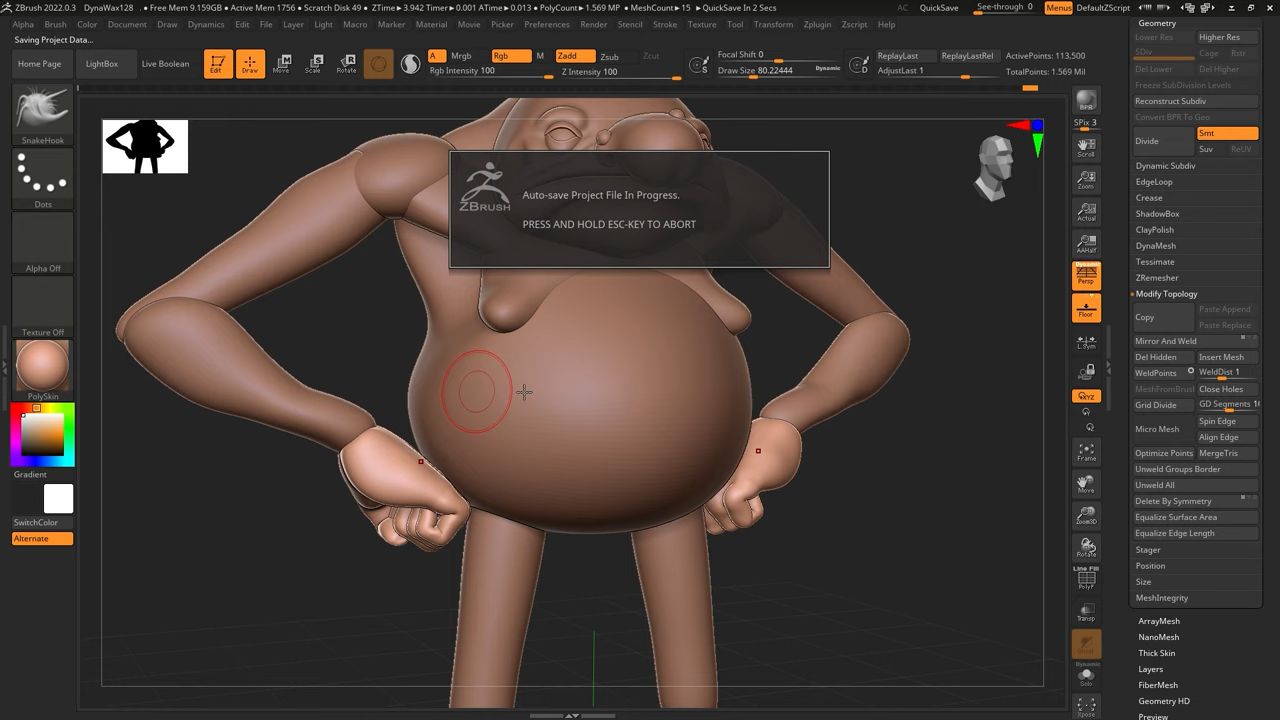 ZBrush 2022.0.3 DynaWax128 . • Free Mem 9.159GB • Active Mem 1756 • Scratch Disk 49 • ZTime▸3.942 Timer▸0.001 ATime▸0.013 • PolyCount▸1.569 MP • MeshCount▸15 ▸QuickSave In 2 Secs AC QuickSave See-through 0 Menus DefaultZScript
Alpha Brush Color Document Draw Dynamics Edit File Layer Light Macro Marker Material Movie Picker Preferences Render Stencil Stroke Texture Tool Transform Zplugin Zscript Help
Saving Project Data...
Home Page LightBox Live Boolean
Edit Draw Move Scale Rotate
A Mrgb Rgb M Zadd Zsub Zcut
Rgb Intensity 100 Z Intensity 100
Focal Shift 0
Draw Size 80.22444 Dynamic
S D
ReplayLast ReplayLastRel
AdjustLast 1
ActivePoints: 113,500
TotalPoints: 1.569 Mil
SnakeHook
Dots
Alpha Off
Texture Off
PolySkin
Gradient
SwitchColor
Alternate
ZBRUSH
Auto-save Project File In Progress.
PRESS AND HOLD ESC-KEY TO ABORT
BPR
SPix 3
Scroll
Zoom
Actual
AAHalf
Dynamic
Persp
Floor
L.Sym
XYZ
Frame
Move
Zoom3D
Rotate
Line Fill
PolyF
Transp
Ghost
Dynamic
Solo
Xpose
Geometry
Lower Res Higher Res
SDiv Cage Rstr
Del Lower Del Higher
Freeze SubDivision Levels
Reconstruct Subdiv
Convert BPR To Geo
Divide Smt
Suv ReUV
Dynamic Subdiv
EdgeLoop
Crease
ShadowBox
ClayPolish
DynaMesh
Tessimate
ZRemesher
Modify Topology
Copy Paste Append
Paste Replace
Mirror And Weld
Del Hidden Insert Mesh
WeldPoints WeldDist 1
MeshFromBrush Close Holes
Grid Divide GD Segments
Micro Mesh Spin Edge
Align Edge
Optimize Points MergeTris
Unweld Groups Border
Unweld All
Delete By Symmetry
Equalize Surface Area
Equalize Edge Length
Stager
Position
Size
MeshIntegrity
ArrayMesh
NanoMesh
Thick Skin
Layers
FiberMesh
Geometry HD
Preview